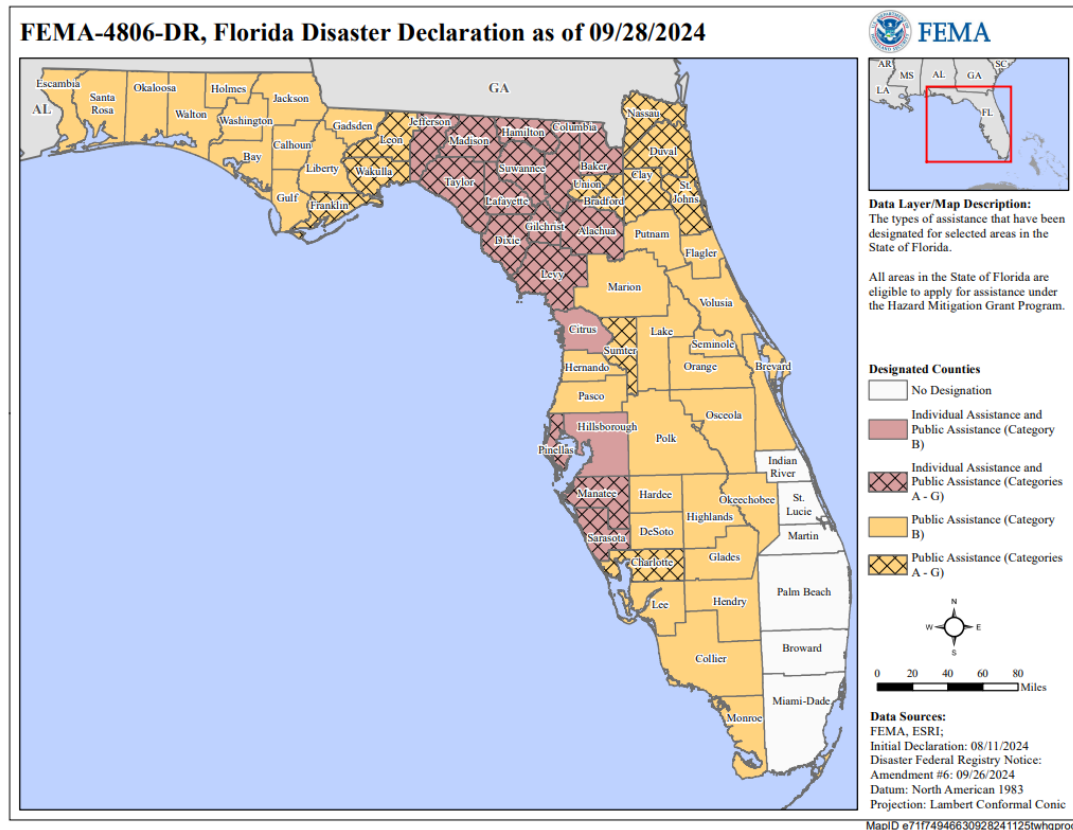 FEMA-4806-DR, Florida Disaster Declaration as of 09/28/2024
FEMA
AR
MS
AL
GA
SC
LA
FL
AL
GA
Escambia
Santa
Rosa
Okaloosa
Walton
Holmes
Washington
Jackson
Bay
Calhoun
Gulf
Liberty
Gadsden
Franklin
Leon
Wakulla
Jefferson
Madison
Taylor
Hamilton
Suwannee
Lafayette
Columbia
Baker
Union
Bradford
Nassau
Duval
Clay
St.
Johns
Dixie
Gilchrist
Alachua
Levy
Putnam
Flagler
Marion
Volusia
Citrus
Sumter
Lake
Seminole
Orange
Brevard
Hernando
Pasco
Osceola
Polk
Hillsborough
Pinellas
Indian
River
Manatee
Hardee
Okeechobee
St.
Lucie
Highlands
Sarasota
DeSoto
Martin
Charlotte
Glades
Lee
Hendry
Palm Beach
Collier
Broward
Monroe
Miami-Dade
Data Layer/Map Description:
The types of assistance that have been
designated for selected areas in the
State of Florida.
All areas in the State of Florida are
eligible to apply for assistance under
the Hazard Mitigation Grant Program.
Designated Counties
No Designation
Individual Assistance and
Public Assistance (Category
B)
Individual Assistance and
Public Assistance (Categories
A - G)
Public Assistance (Category
B)
Public Assistance (Categories
A - G)
N
W
E
S
0 20 40 60 80
Miles
Data Sources:
FEMA, ESRI;
Initial Declaration: 08/11/2024
Disaster Federal Registry Notice:
Amendment #6: 09/26/2024
Datum: North American 1983
Projection: Lambert Conformal Conic
MapID e71f74946630928241125twhqprod